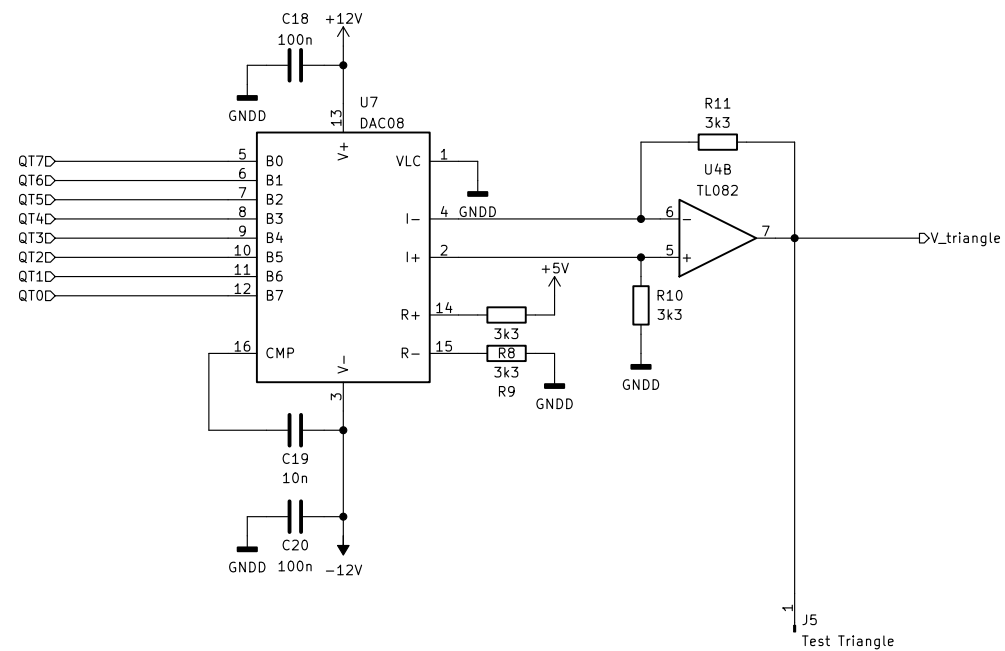 C18
+12V
100n
GNDD
U7
DAC08
13
V+
QT7
5
B0
VLC
1
QT6
6
B1
QT5
7
B2
GNDD
QT4
8
B3
I-
4
QT3
9
B4
QT2
10
B5
I+
2
QT1
11
B6
QT0
12
B7
R11
3k3
U4B
TL082
6
-
7
V_triangle
5
+
+5V
R10
3k3
R+
14
3k3
R8
16
CMP
R-
15
3k3
R9
GNDD
GNDD
V-
3
C19
10n
C20
100n
GNDD
-12V
1
J5
Test Triangle